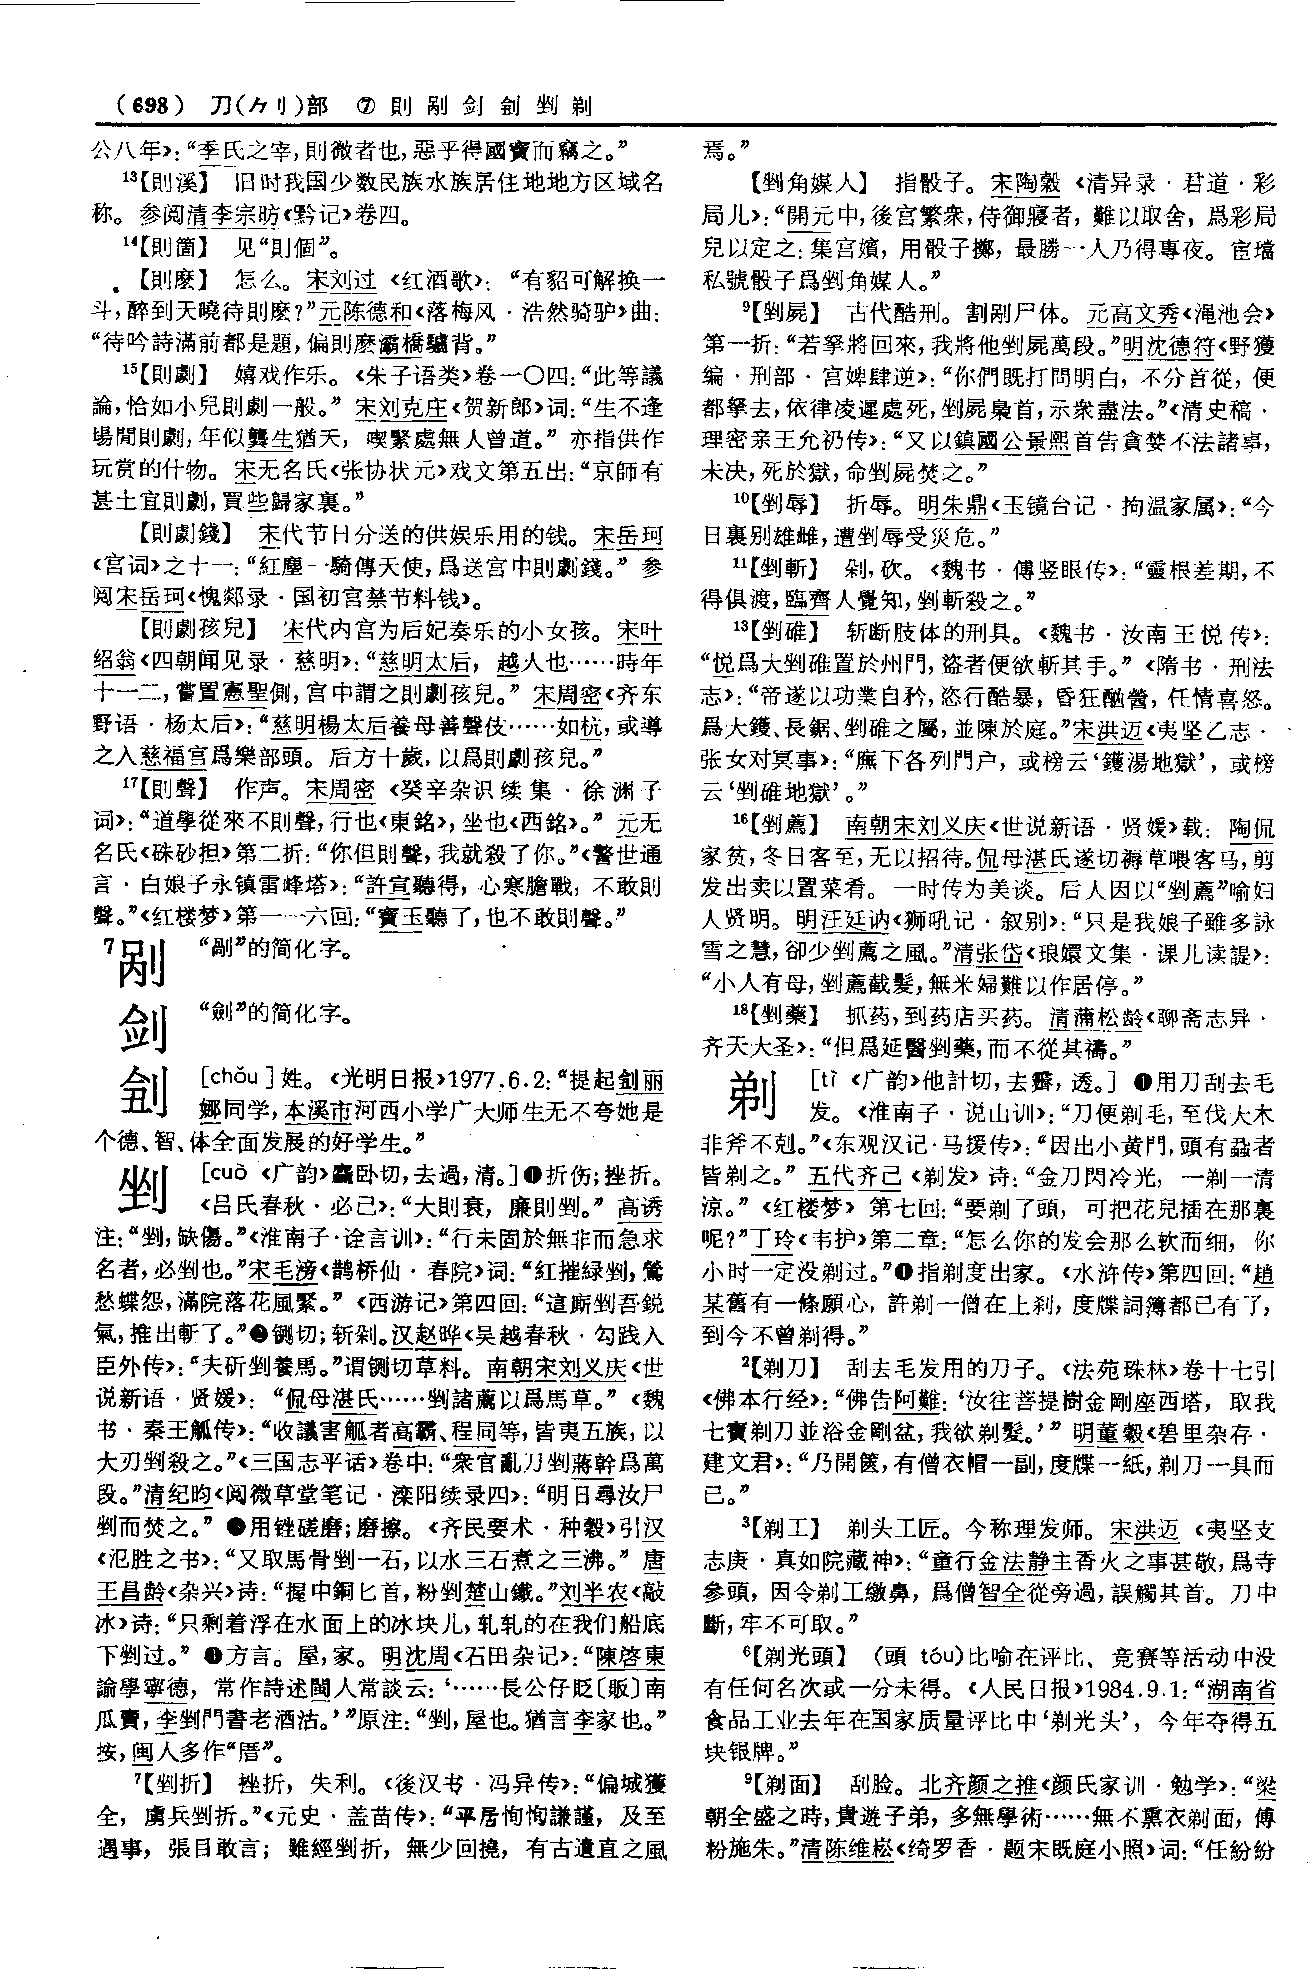 （698） 刀(⺈刂)部 ⑦ 則 剐 剑 㓮 剉 剃
公八年》：“季氏之宰，則微者也，惡乎得國寳而竊之。”
¹³【則溪】 旧时我国少数民族水族居住地地方区域名
称。参阅清李宗昉《黔记》卷四。
¹⁴【則箇】 见“則個”。
【則麽】 怎么。宋刘过《红酒歌》：“有貂可解换一
斗，醉到天曉待則麽？”元陈德和《落梅风·浩然骑驴》曲：
“待吟詩滿前都是題，偏則麽灞橋驢背。”
¹⁵【則劇】 嬉戏作乐。《朱子语类》卷一〇四：“此等議
論，恰如小兒則劇一般。”宋刘克庄《贺新郎》词：“生不逢
場閒則劇，年似龔生猶夭，喫緊處無人曾道。”亦指供作
玩赏的什物。宋无名氏《张协状元》戏文第五出：“京師有
甚土宜則劇，買些歸家裏。”
【則劇錢】 宋代节日分送的供娱乐用的钱。宋岳珂
《宫词》之十一：“紅塵一騎傳天使，爲送宫中則劇錢。”参
阅宋岳珂《愧郯录·国初宫禁节料钱》。
【則劇孩兒】 宋代内宫为后妃奏乐的小女孩。宋叶
绍翁《四朝闻见录·慈明》：“慈明太后，越人也……時年
十一二，嘗置憲聖側，宫中謂之則劇孩兒。”宋周密《齐东
野语·杨太后》：“慈明楊太后養母善聲伎……如杭，或導
之入慈福宫爲樂部頭。后方十歲，以爲則劇孩兒。”
¹⁷【則聲】 作声。宋周密《癸辛杂识续集·徐渊子
词》：“道學從來不則聲，行也《東銘》，坐也《西銘》。”元无
名氏《硃砂担》第二折：“你但則聲，我就殺了你。”《警世通
言·白娘子永镇雷峰塔》：“許宣聽得，心寒膽戰，不敢則
聲。”《红楼梦》第一一六回：“寶玉聽了，也不敢則聲。”
⁷剐 “剮”的简化字。
剑 “劍”的简化字。
㓮 [chǒu]姓。《光明日报》1977.6.2：“提起㓮丽
娜同学，本溪市河西小学广大师生无不夸她是
个德、智、体全面发展的好学生。”
剉 [cuò 《广韵》麤卧切，去過，清。]❶折伤；挫折。
《吕氏春秋·必己》：“大則衰，廉則剉。”高诱
注：“剉，缺傷。”《淮南子·诠言训》：“行未固於無非而急求
名者，必剉也。”宋毛滂《鹊桥仙·春院》词：“紅摧緑剉，鶯
愁蝶怨，滿院落花風緊。”《西游记》第四回：“這厮剉吾鋭
氣，推出斬了。”❷铡切；斩剁。汉赵晔《吴越春秋·勾践入
臣外传》：“夫斫剉養馬。”谓铡切草料。南朝宋刘义庆《世
说新语·贤媛》：“侃母湛氏……剉諸薦以爲馬草。”《魏
书·秦王觚传》：“收議害觚者高霸、程同等，皆夷五族，以
大刃剉殺之。”《三国志平话》卷中：“衆官亂刀剉蔣幹爲萬
段。”清纪昀《阅微草堂笔记·滦阳续录四》：“明日尋汝尸
剉而焚之。”❸用锉磋磨；磨擦。《齐民要术·种穀》引汉
《氾胜之书》：“又取馬骨剉一石，以水三石煮之三沸。”唐
王昌龄《杂兴》诗：“握中銅匕首，粉剉楚山鐵。”刘半农《敲
冰》诗：“只剩着浮在水面上的冰块儿，轧轧的在我们船底
下剉过。”❹方言。屋，家。明沈周《石田杂记》：“陳啓東
諭學寧德，常作詩述閩人常談云：‘……長公仔眨〔販〕南
瓜賣，李剉門書老酒沽。’”原注：“剉，屋也。猶言李家也。”
按，闽人多作“厝”。
⁷【剉折】 挫折，失利。《後汉书·冯异传》：“偏城獲
全，虜兵剉折。”《元史·盖苗传》：“平居恂恂謙謹，及至
遇事，張目敢言；雖經剉折，無少回撓，有古遺直之風
焉。”
【剉角媒人】 指骰子。宋陶穀《清异录·君道·彩
局儿》：“開元中，後宫繁衆，侍御寢者，難以取舍，爲彩局
兒以定之：集宫嬪，用骰子擲，最勝一人乃得專夜。宦璫
私號骰子爲剉角媒人。”
⁹【剉屍】 古代酷刑。割剐尸体。元高文秀《渑池会》
第一折：“若拏將回來，我將他剉屍萬段。”明沈德符《野獲
编·刑部·宫婢肆逆》：“你們既打問明白，不分首從，便
都拏去，依律凌遲處死，剉屍梟首，示衆盡法。”《清史稿·
理密亲王允礽传》：“又以鎮國公景熙首告貪婪不法諸事，
未决，死於獄，命剉屍焚之。”
¹⁰【剉辱】 折辱。明朱鼎《玉镜台记·拘温家属》：“今
日裏别雄雌，遭剉辱受災危。”
¹¹【剉斬】 剁，砍。《魏书·傅竖眼传》：“靈根差期，不
得俱渡，臨齊人覺知，剉斬殺之。”
¹³【剉碓】 斩断肢体的刑具。《魏书·汝南王悦传》：
“悦爲大剉碓置於州門，盗者便欲斬其手。”《隋书·刑法
志》：“帝遂以功業自矜，恣行酷暴，昏狂酗醟，任情喜怒。
爲大鑊、長鋸、剉碓之屬，並陳於庭。”宋洪迈《夷坚乙志·
张女对冥事》：“廡下各列門户，或榜云‘鑊湯地獄’，或榜
云‘剉碓地獄’。”
¹⁶【剉薦】 南朝宋刘义庆《世说新语·贤媛》载：陶侃
家贫，冬日客至，无以招待。侃母湛氏遂切褥草喂客马，剪
发出卖以置菜肴。一时传为美谈。后人因以“剉薦”喻妇
人贤明。明汪廷讷《狮吼记·叙别》：“只是我娘子雖多詠
雪之慧，卻少剉薦之風。”清张岱《琅嬛文集·课儿读諟》：
“小人有母，剉薦截髮，無米婦難以作居停。”
¹⁸【剉藥】 抓药，到药店买药。清蒲松龄《聊斋志异·
齐天大圣》：“但爲延醫剉藥，而不從其禱。”
剃 [tì 《广韵》他計切，去霽，透。]❶用刀刮去毛
发。《淮南子·说山训》：“刀便剃毛，至伐大木
非斧不剋。”《东观汉记·马援传》：“因出小黄門，頭有蝨者
皆剃之。”五代齐己《剃发》诗：“金刀閃冷光，一剃一清
凉。”《红楼梦》第七回：“要剃了頭，可把花兒插在那裏
呢？”丁玲《韦护》第二章：“怎么你的发会那么软而细，你
小时一定没剃过。”❶指剃度出家。《水浒传》第四回：“趙
某舊有一條願心，許剃一僧在上刹，度牒詞簿都已有了，
到今不曾剃得。”
²【剃刀】 刮去毛发用的刀子。《法苑珠林》卷十七引
《佛本行经》：“佛告阿難：‘汝往菩提樹金剛座西塔，取我
七寶剃刀並浴金剛盆，我欲剃髮。’”明董穀《碧里杂存·
建文君》：“乃開篋，有僧衣帽一副，度牒一紙，剃刀一具而
已。”
³【剃工】 剃头工匠。今称理发师。宋洪迈《夷坚支
志庚·真如院藏神》：“童行金法静主香火之事甚敬，爲寺
參頭，因令剃工繳鼻，爲僧智全從旁過，誤觸其首。刀中
斷，牢不可取。”
⁶【剃光頭】 （頭 tóu）比喻在评比、竞赛等活动中没
有任何名次或一分未得。《人民日报》1984.9.1：“湖南省
食品工业去年在国家质量评比中‘剃光头’，今年夺得五
块银牌。”
⁹【剃面】 刮脸。北齐颜之推《颜氏家训·勉学》：“梁
朝全盛之時，貴遊子弟，多無學術……無不熏衣剃面，傅
粉施朱。”清陈维崧《绮罗香·题宋既庭小照》词：“任紛紛